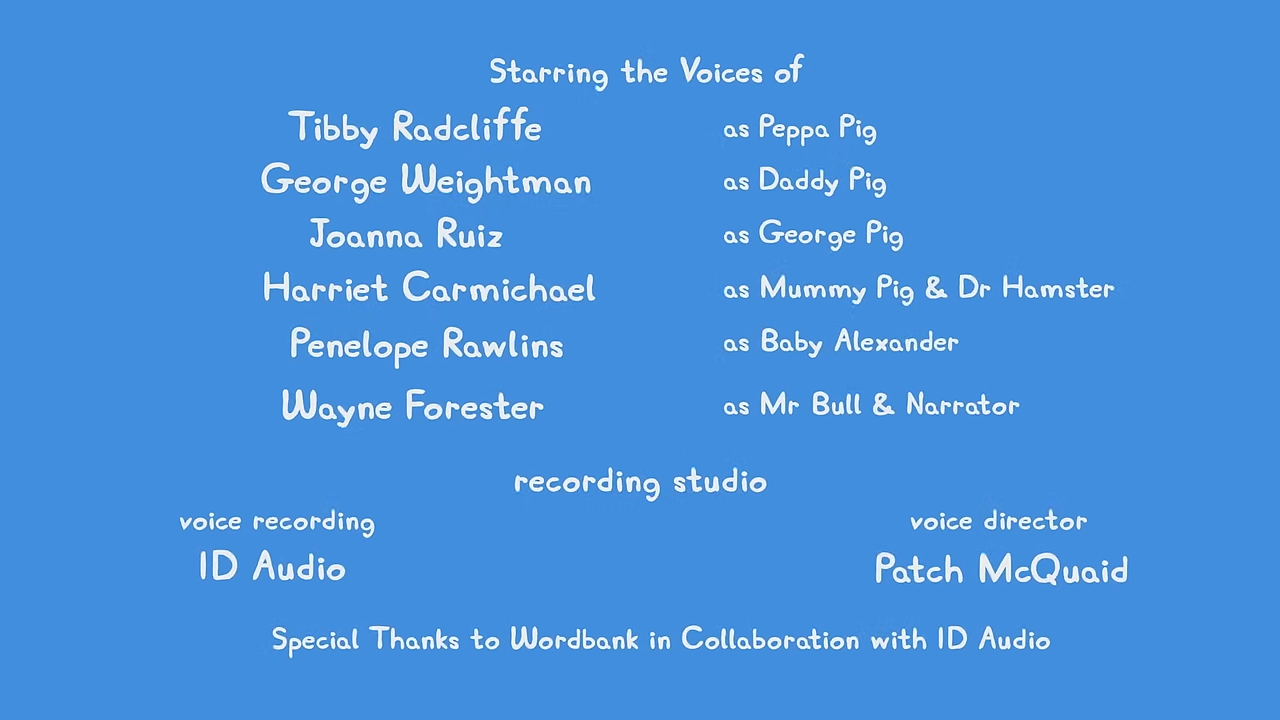 Starring the Voices of
Tibby Radcliffe as Peppa Pig
George Weightman as Daddy Pig
Joanna Ruiz as George Pig
Harriet Carmichael as Mummy Pig & Dr Hamster
Penelope Rawlins as Baby Alexander
Wayne Forester as Mr Bull & Narrator
recording studio
voice recording voice director
ID Audio Patch McQuaid
Special Thanks to Wordbank in Collaboration with ID Audio